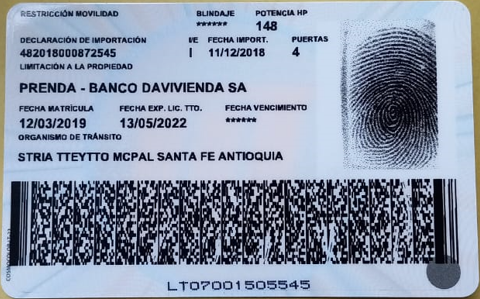 RESTRICCIÓN MOVILIDAD BLINDAJE POTENCIA HP
****** 148
DECLARACIÓN DE IMPORTACIÓN I/E FECHA IMPORT. PUERTAS
482018000872545 I 11/12/2018 4
LIMITACIÓN A LA PROPIEDAD
PRENDA - BANCO DAVIVIENDA SA
FECHA MATRÍCULA FECHA EXP. LIC. TTO. FECHA VENCIMIENTO
12/03/2019 13/05/2022 ******
ORGANISMO DE TRÁNSITO
STRIA TTEYTTO MCPAL SANTA FE ANTIOQUIA
LT07001505545